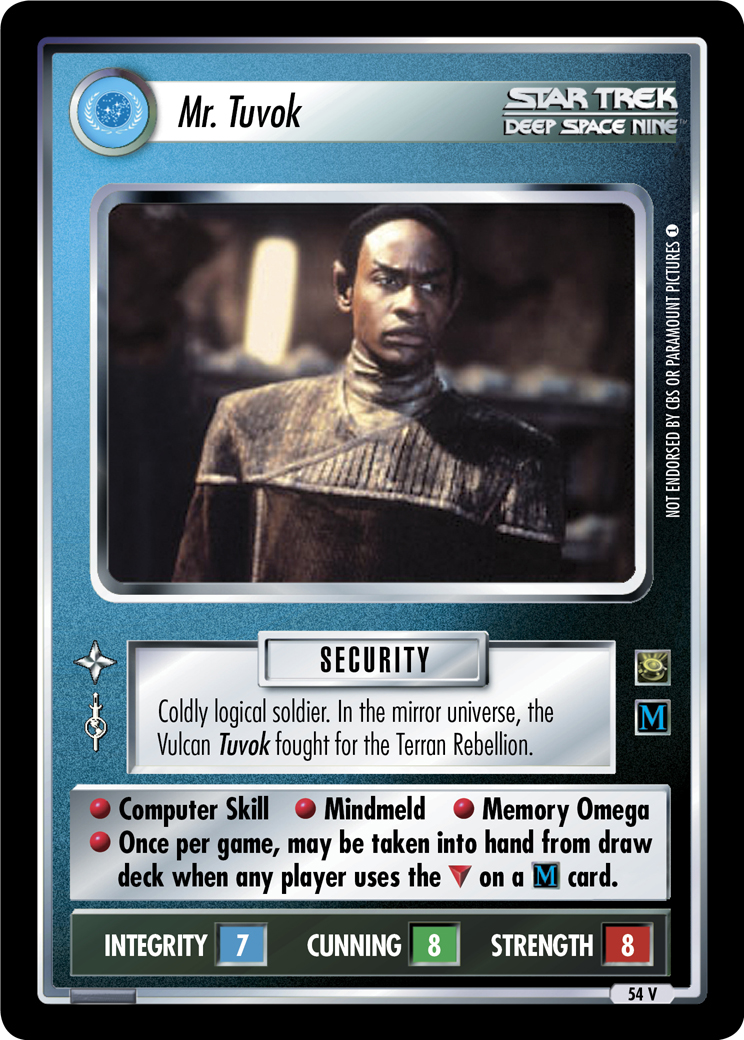 Mr. Tuvok
STAR TREK
DEEP SPACE NINE™
NOT ENDORSED BY CBS OR PARAMOUNT PICTURES 1
SECURITY
Coldly logical soldier. In the mirror universe, the
Vulcan Tuvok fought for the Terran Rebellion.
M
Computer Skill Mindmeld Memory Omega
Once per game, may be taken into hand from draw
deck when any player uses the on a M card.
INTEGRITY 7 CUNNING 8 STRENGTH 8
54 V